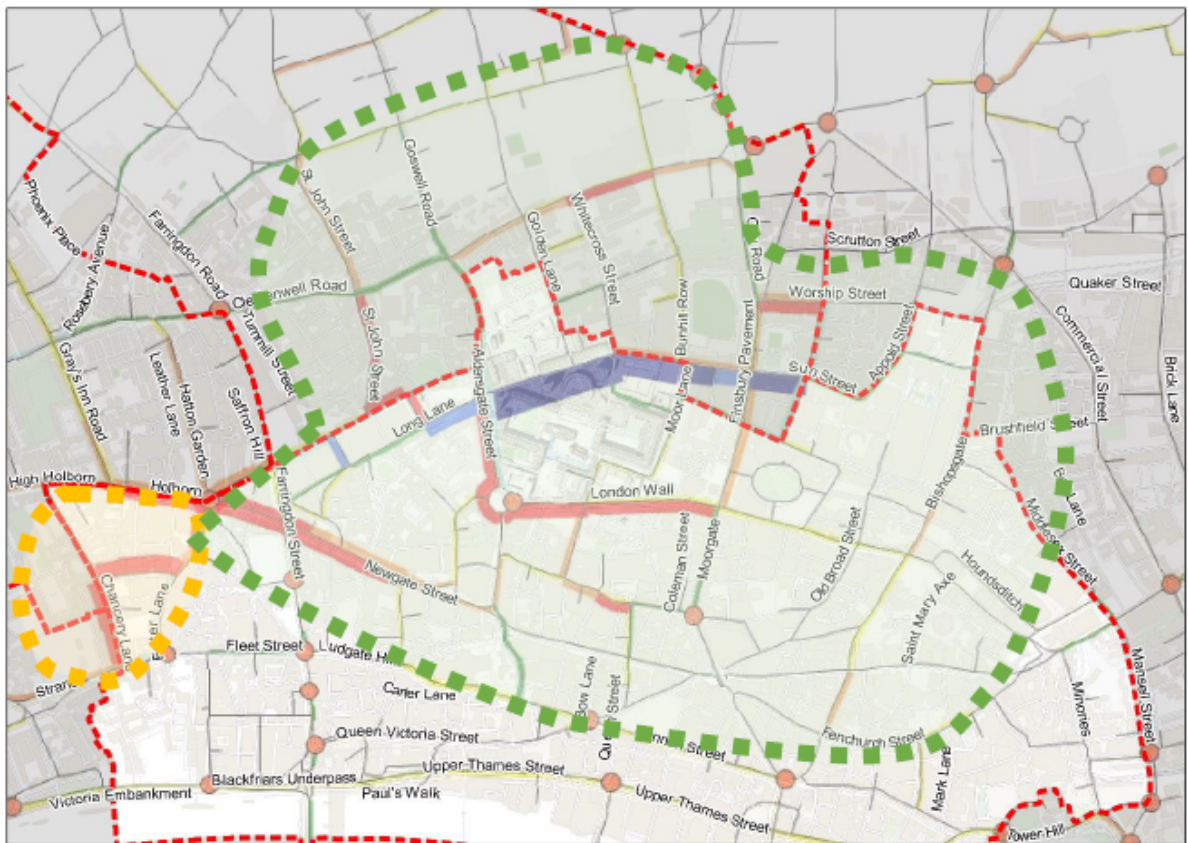 Phoenix Place
Rosebery Avenue
Farringdon Road
Gray's Inn Road
Leather Lane
Hatton Garden
Saffron Hill
Turnmill Street
St. John Street
Goswell Road
Golden Lane
Whitecross Street
Bunhill Row
Road
Scrutton Street
Quaker Street
Worship Street
Commercial Street
Brick Lane
St. John Street
Aldersgate Street
Long Lane
Moor Lane
Finsbury Pavement
Sun Street
Appold Street
Brushfield Street
Lane
Middlesex Street
High Holborn
Holborn
Farringdon Street
London Wall
Bishopsgate
Chancery Lane
Newgate Street
Coleman Street
Moorgate
Old Broad Street
Houndsditch
Saint Mary Axe
Fleet Street
Ludgate Hill
Carter Lane
Bow Lane
Fenchurch Street
Mansell Street
Minories
Queen Victoria Street
Upper Thames Street
Mark Lane
Blackfriars Underpass
Victoria Embankment
Paul's Walk
Upper Thames Street
Tower Hill